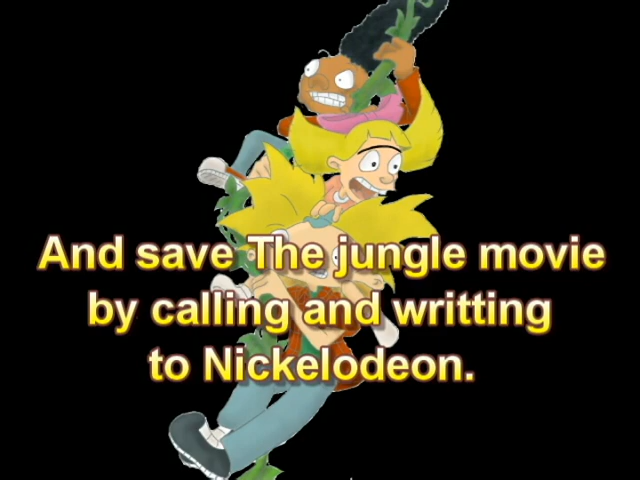 And save The jungle movie
by calling and writting
to Nickelodeon.